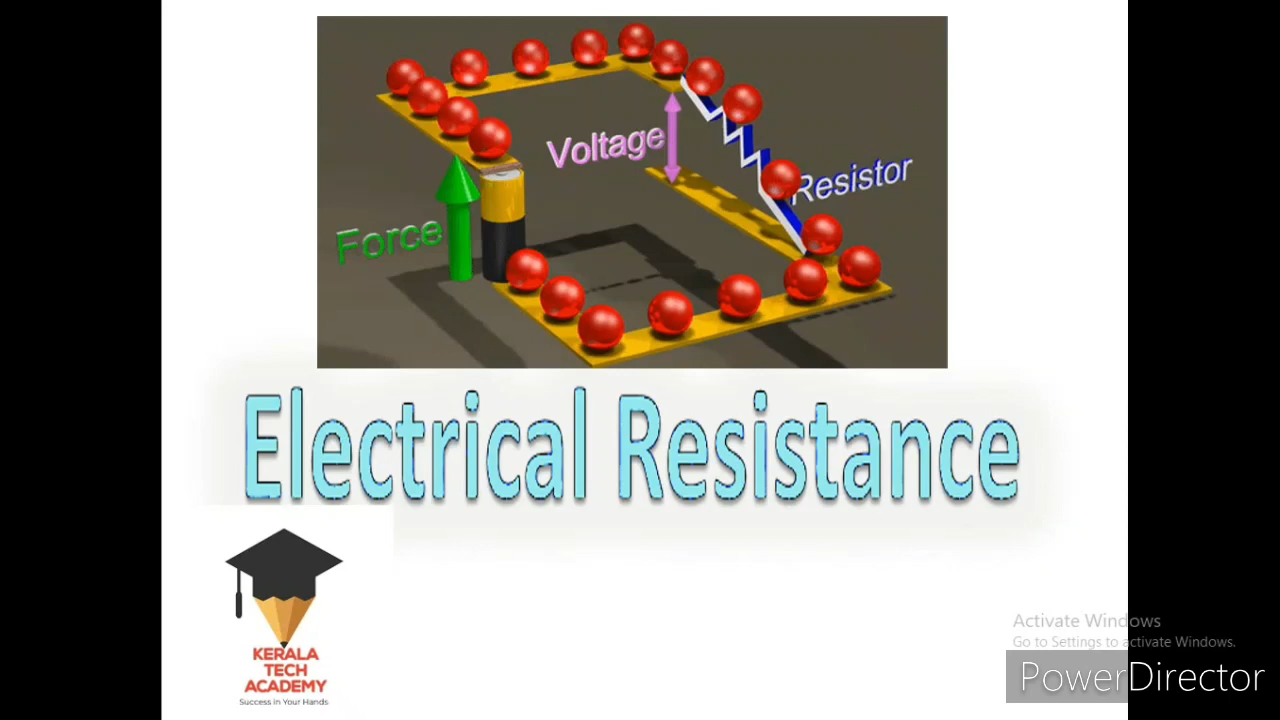 Voltage
Resistor
Force
Electrical Resistance
KERALA
TECH
ACADEMY
Success in Your Hands
Activate Windows
Go to Settings to activate Windows.
PowerDirector